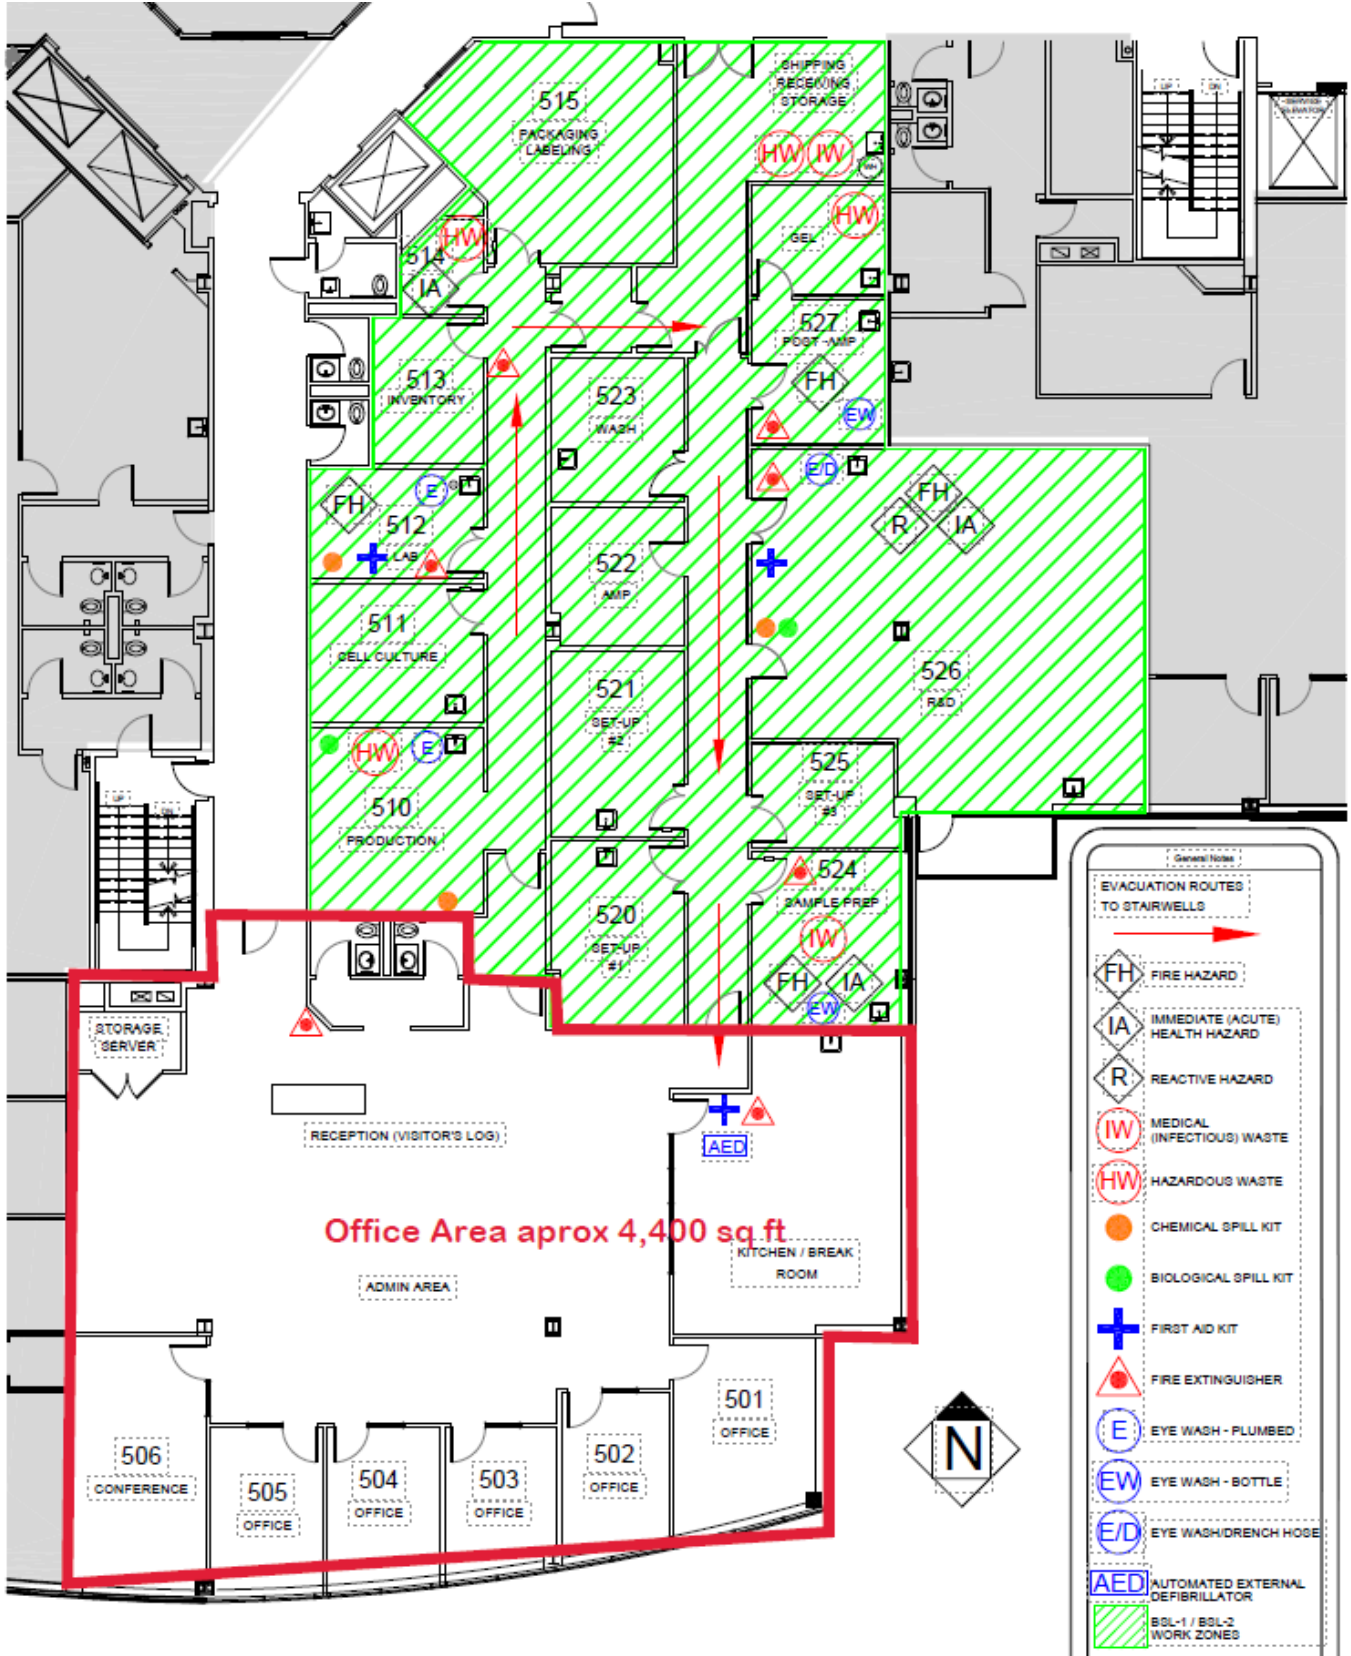 515
PACKAGING
LABELING
SHIPPING
RECEIVING
STORAGE
HW
IW
WH
UP
DN
SERVICE
ELEVATOR
HW
514
IA
HW
GEL
527
POST-AMP
FH
EW
513
INVENTORY
523
WASH
FH
E
512
LAB
E/D
FH
R
IA
522
AMP
511
CELL CULTURE
521
SET-UP
#2
526
R&D
HW
E
510
PRODUCTION
525
SET-UP
#3
UP
DN
524
SAMPLE PREP
IW
FH
IA
EW
520
SET-UP
#1
STORAGE
SERVER
RECEPTION (VISITOR'S LOG)
AED
Office Area aprox 4,400 sq ft
KITCHEN / BREAK
ROOM
ADMIN AREA
506
CONFERENCE
505
OFFICE
504
OFFICE
503
OFFICE
502
OFFICE
501
OFFICE
N
General Notes
EVACUATION ROUTES
TO STAIRWELLS
FH FIRE HAZARD
IA IMMEDIATE (ACUTE)
HEALTH HAZARD
R REACTIVE HAZARD
IW MEDICAL
(INFECTIOUS) WASTE
HW HAZARDOUS WASTE
CHEMICAL SPILL KIT
BIOLOGICAL SPILL KIT
FIRST AID KIT
FIRE EXTINGUISHER
E EYE WASH - PLUMBED
EW EYE WASH - BOTTLE
E/D EYE WASH/DRENCH HOSE
AED AUTOMATED EXTERNAL
DEFIBRILLATOR
BSL-1 / BSL-2
WORK ZONES